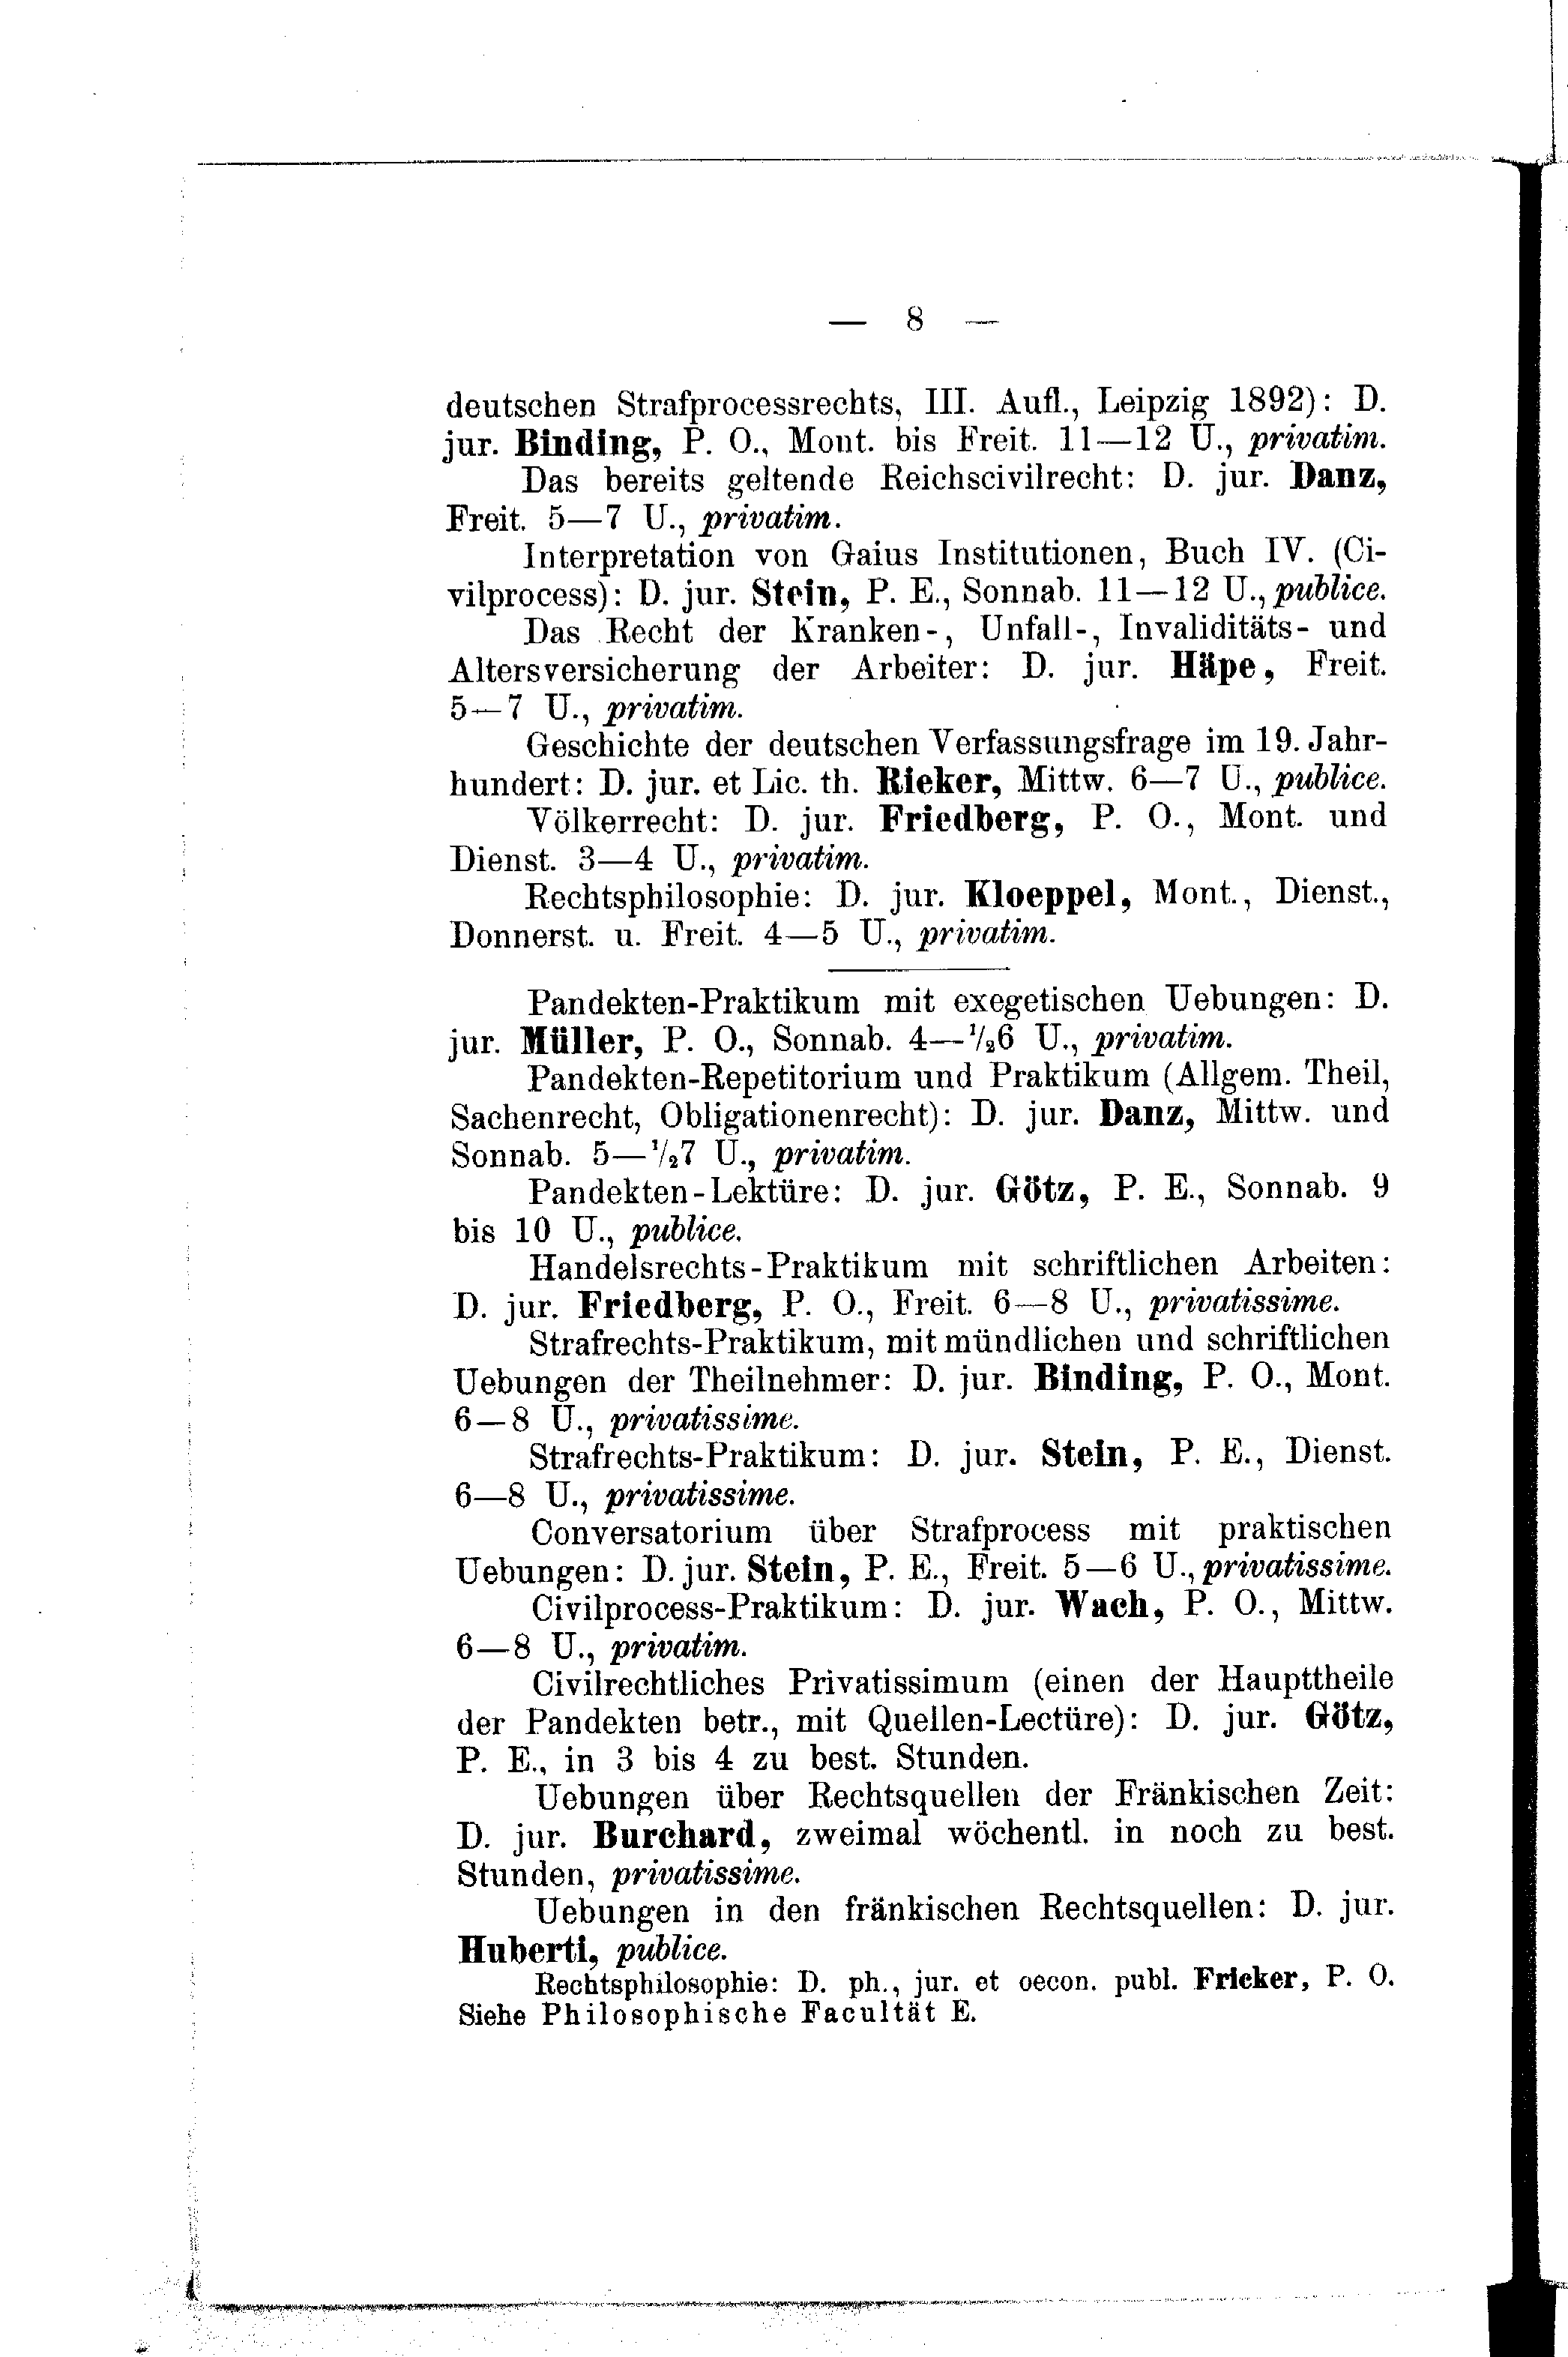 — 8 —
deutschen Strafprocessrechts, III. Aufl., Leipzig 1892): D.
jur. Binding, P. O., Mont. bis Freit. 11—12 U., privatim.
Das bereits geltende Reichscivilrecht: D. jur. Danz,
Freit. 5—7 U., privatim.
Interpretation von Gaius Institutionen, Buch IV. (Ci-
vilprocess): D. jur. Stein, P. E., Sonnab. 11—12 U., publice.
Das Recht der Kranken-, Unfall-, Invaliditäts- und
Altersversicherung der Arbeiter: D. jur. Häpe, Freit.
5—7 U., privatim.
Geschichte der deutschen Verfassungsfrage im 19. Jahr-
hundert: D. jur. et Lic. th. Rieker, Mittw. 6—7 U., publice.
Völkerrecht: D. jur. Friedberg, P. O., Mont. und
Dienst. 3—4 U., privatim.
Rechtsphilosophie: D. jur. Kloeppel, Mont., Dienst.,
Donnerst. u. Freit. 4—5 U., privatim.
Pandekten-Praktikum mit exegetischen Uebungen: D.
jur. Müller, P. O., Sonnab. 4—1/26 U., privatim.
Pandekten-Repetitorium und Praktikum (Allgem. Theil,
Sachenrecht, Obligationenrecht): D. jur. Danz, Mittw. und
Sonnab. 5—1/27 U., privatim.
Pandekten-Lektüre: D. jur. Götz, P. E., Sonnab. 9
bis 10 U., publice.
Handelsrechts-Praktikum mit schriftlichen Arbeiten:
D. jur. Friedberg, P. O., Freit. 6—8 U., privatissime.
Strafrechts-Praktikum, mit mündlichen und schriftlichen
Uebungen der Theilnehmer: D. jur. Binding, P. O., Mont.
6—8 U., privatissime.
Strafrechts-Praktikum: D. jur. Stein, P. E., Dienst.
6—8 U., privatissime.
Conversatorium über Strafprocess mit praktischen
Uebungen: D. jur. Stein, P. E., Freit. 5—6 U., privatissime.
Civilprocess-Praktikum: D. jur. Wach, P. O., Mittw.
6—8 U., privatim.
Civilrechtliches Privatissimum (einen der Haupttheile
der Pandekten betr., mit Quellen-Lectüre): D. jur. Götz,
P. E., in 3 bis 4 zu best. Stunden.
Uebungen über Rechtsquellen der Fränkischen Zeit:
D. jur. Burchard, zweimal wöchentl. in noch zu best.
Stunden, privatissime.
Uebungen in den fränkischen Rechtsquellen: D. jur.
Huberti, publice.
Rechtsphilosophie: D. ph., jur. et oecon. publ. Fricker, P. O.
Siehe Philosophische Facultät E.